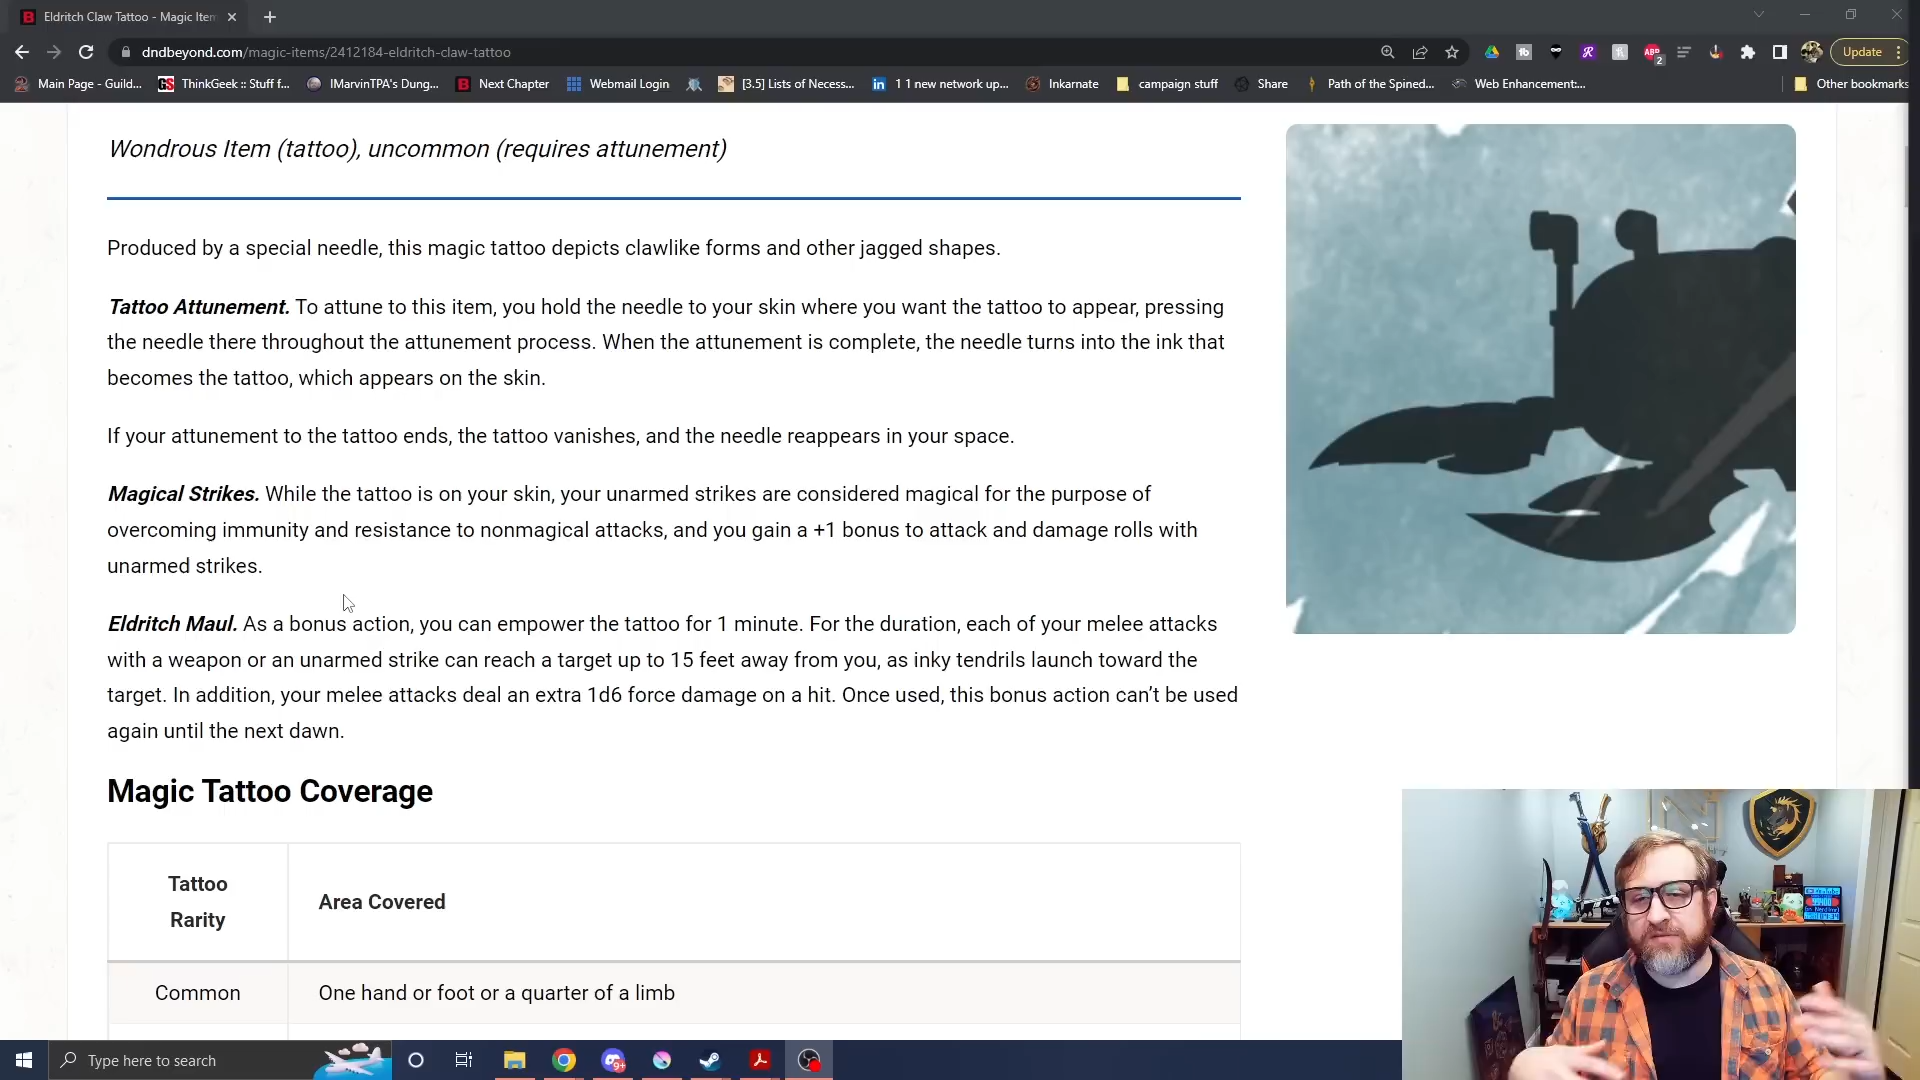 Eldritch Claw Tattoo - Magic Item
dndbeyond.com/magic-items/2412184-eldritch-claw-tattoo
Update
Main Page - Guild...
ThinkGeek :: Stuff f...
IMarvinTPA's Dung...
Next Chapter
Webmail Login
[3.5] Lists of Necess...
1 1 new network up...
Inkarnate
campaign stuff
Share
Path of the Spined...
Web Enhancement:...
Other bookmarks
Wondrous Item (tattoo), uncommon (requires attunement)
Produced by a special needle, this magic tattoo depicts clawlike forms and other jagged shapes.
Tattoo Attunement. To attune to this item, you hold the needle to your skin where you want the tattoo to appear, pressing
the needle there throughout the attunement process. When the attunement is complete, the needle turns into the ink that
becomes the tattoo, which appears on the skin.
If your attunement to the tattoo ends, the tattoo vanishes, and the needle reappears in your space.
Magical Strikes. While the tattoo is on your skin, your unarmed strikes are considered magical for the purpose of
overcoming immunity and resistance to nonmagical attacks, and you gain a +1 bonus to attack and damage rolls with
unarmed strikes.
Eldritch Maul. As a bonus action, you can empower the tattoo for 1 minute. For the duration, each of your melee attacks
with a weapon or an unarmed strike can reach a target up to 15 feet away from you, as inky tendrils launch toward the
target. In addition, your melee attacks deal an extra 1d6 force damage on a hit. Once used, this bonus action can’t be used
again until the next dawn.
Magic Tattoo Coverage
Tattoo
Rarity
Area Covered
Common
One hand or foot or a quarter of a limb
Type here to search